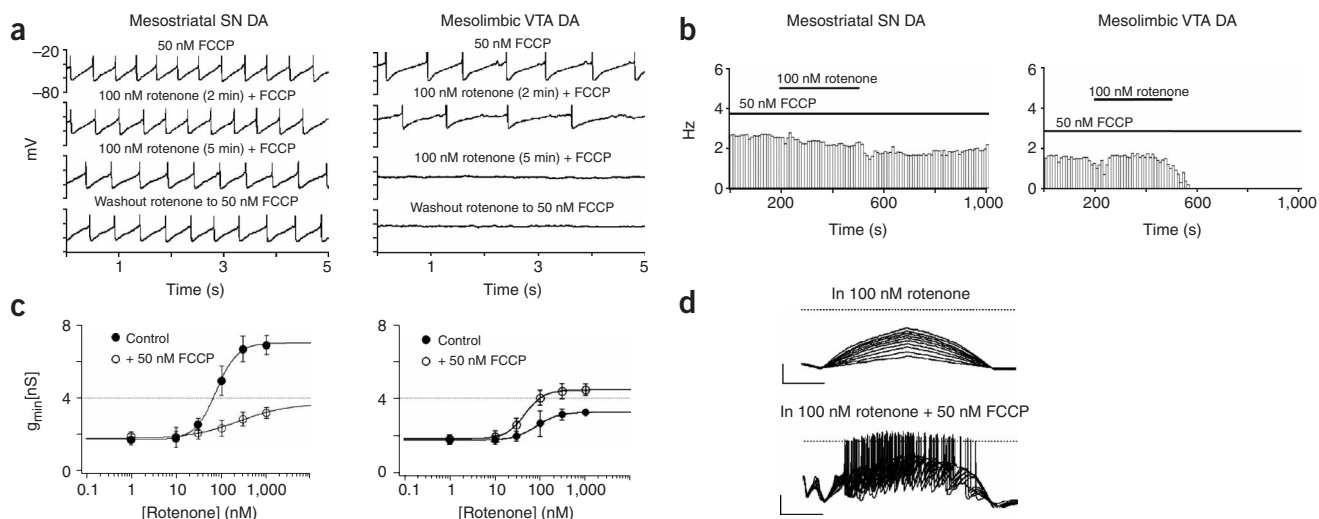 a
Mesostriatal SN DA
50 nM FCCP
–20
–80
mV
100 nM rotenone (2 min) + FCCP
100 nM rotenone (5 min) + FCCP
Washout rotenone to 50 nM FCCP
1 3 5
Time (s)
Mesolimbic VTA DA
50 nM FCCP
100 nM rotenone (2 min) + FCCP
100 nM rotenone (5 min) + FCCP
Washout rotenone to 50 nM FCCP
1 3 5
Time (s)
b
Mesostriatal SN DA
6
4
2
0
Hz
100 nM rotenone
50 nM FCCP
200 600 1,000
Time (s)
Mesolimbic VTA DA
6
4
2
0
100 nM rotenone
50 nM FCCP
200 600 1,000
Time (s)
c
8
4
0
gmin[nS]
Control
+ 50 nM FCCP
0.1 1 10 100 1,000
[Rotenone] (nM)
8
4
0
Control
+ 50 nM FCCP
0.1 1 10 100 1,000
[Rotenone] (nM)
d
In 100 nM rotenone
In 100 nM rotenone + 50 nM FCCP